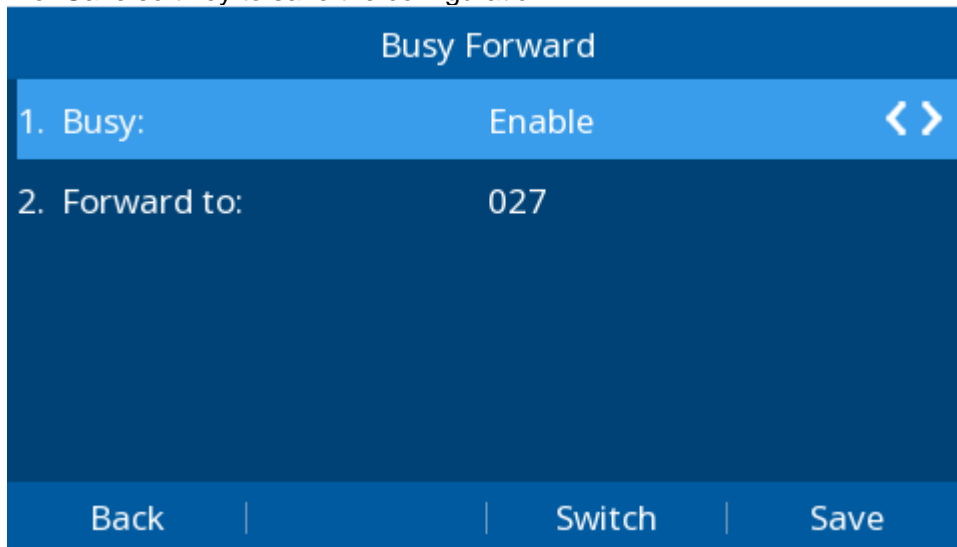 Busy Forward
1. Busy: Enable
2. Forward to: 027
Back Switch Save